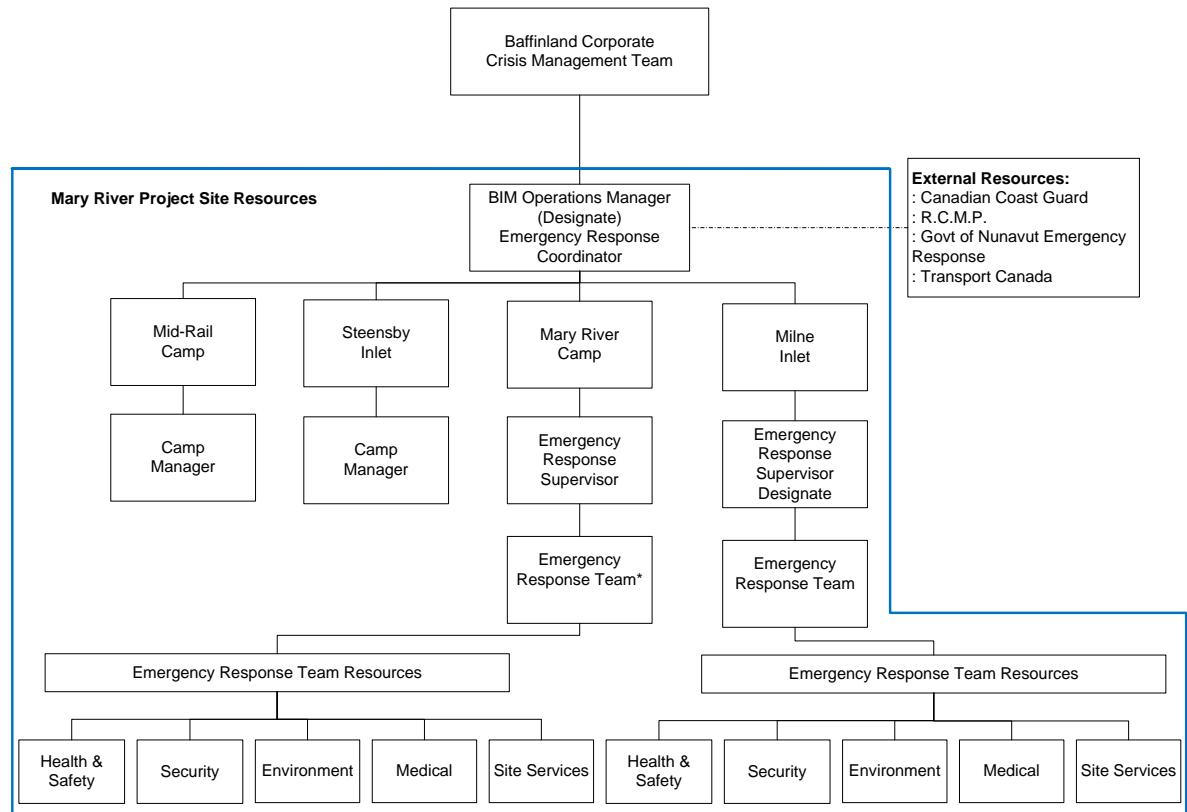 Baffinland Corporate
Crisis Management Team
Mary River Project Site Resources
BIM Operations Manager
(Designate)
Emergency Response
Coordinator
External Resources:
: Canadian Coast Guard
: R.C.M.P.
: Govt of Nunavut Emergency
Response
: Transport Canada
Mid-Rail
Camp
Steensby
Inlet
Mary River
Camp
Milne
Inlet
Camp
Manager
Camp
Manager
Emergency
Response
Supervisor
Emergency
Response
Supervisor
Designate
Emergency
Response Team*
Emergency
Response Team
Emergency Response Team Resources
Emergency Response Team Resources
Health &
Safety
Security
Environment
Medical
Site Services
Health &
Safety
Security
Environment
Medical
Site Services